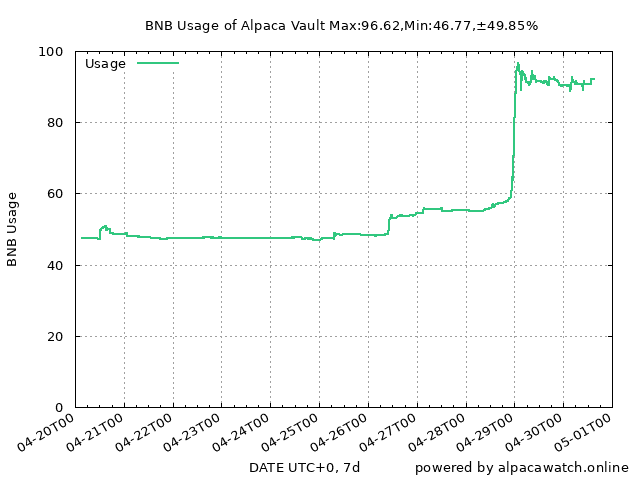 BNB Usage of Alpaca Vault Max:96.62,Min:46.77,±49.85%
Usage
100
80
60
40
20
0
BNB Usage
04-20T00
04-21T00
04-22T00
04-23T00
04-24T00
04-25T00
04-26T00
04-27T00
04-28T00
04-29T00
04-30T00
05-01T00
DATE UTC+0, 7d
powered by alpacawatch.online